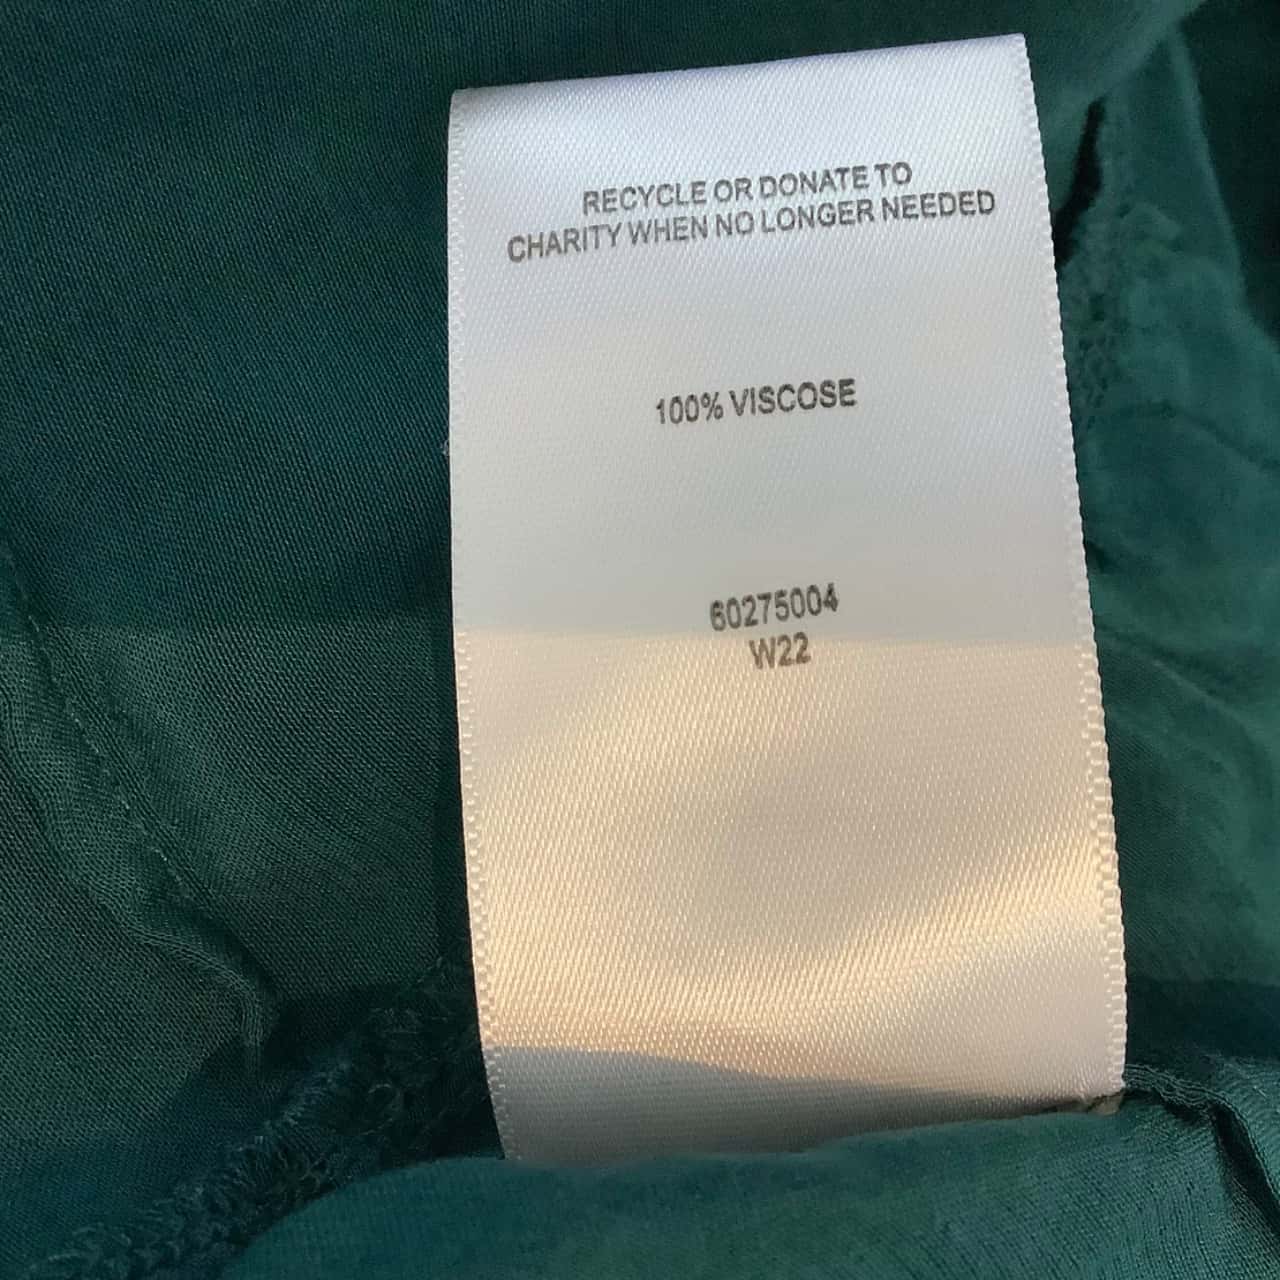 RECYCLE OR DONATE TO
CHARITY WHEN NO LONGER NEEDED
100% VISCOSE
60275004
W22